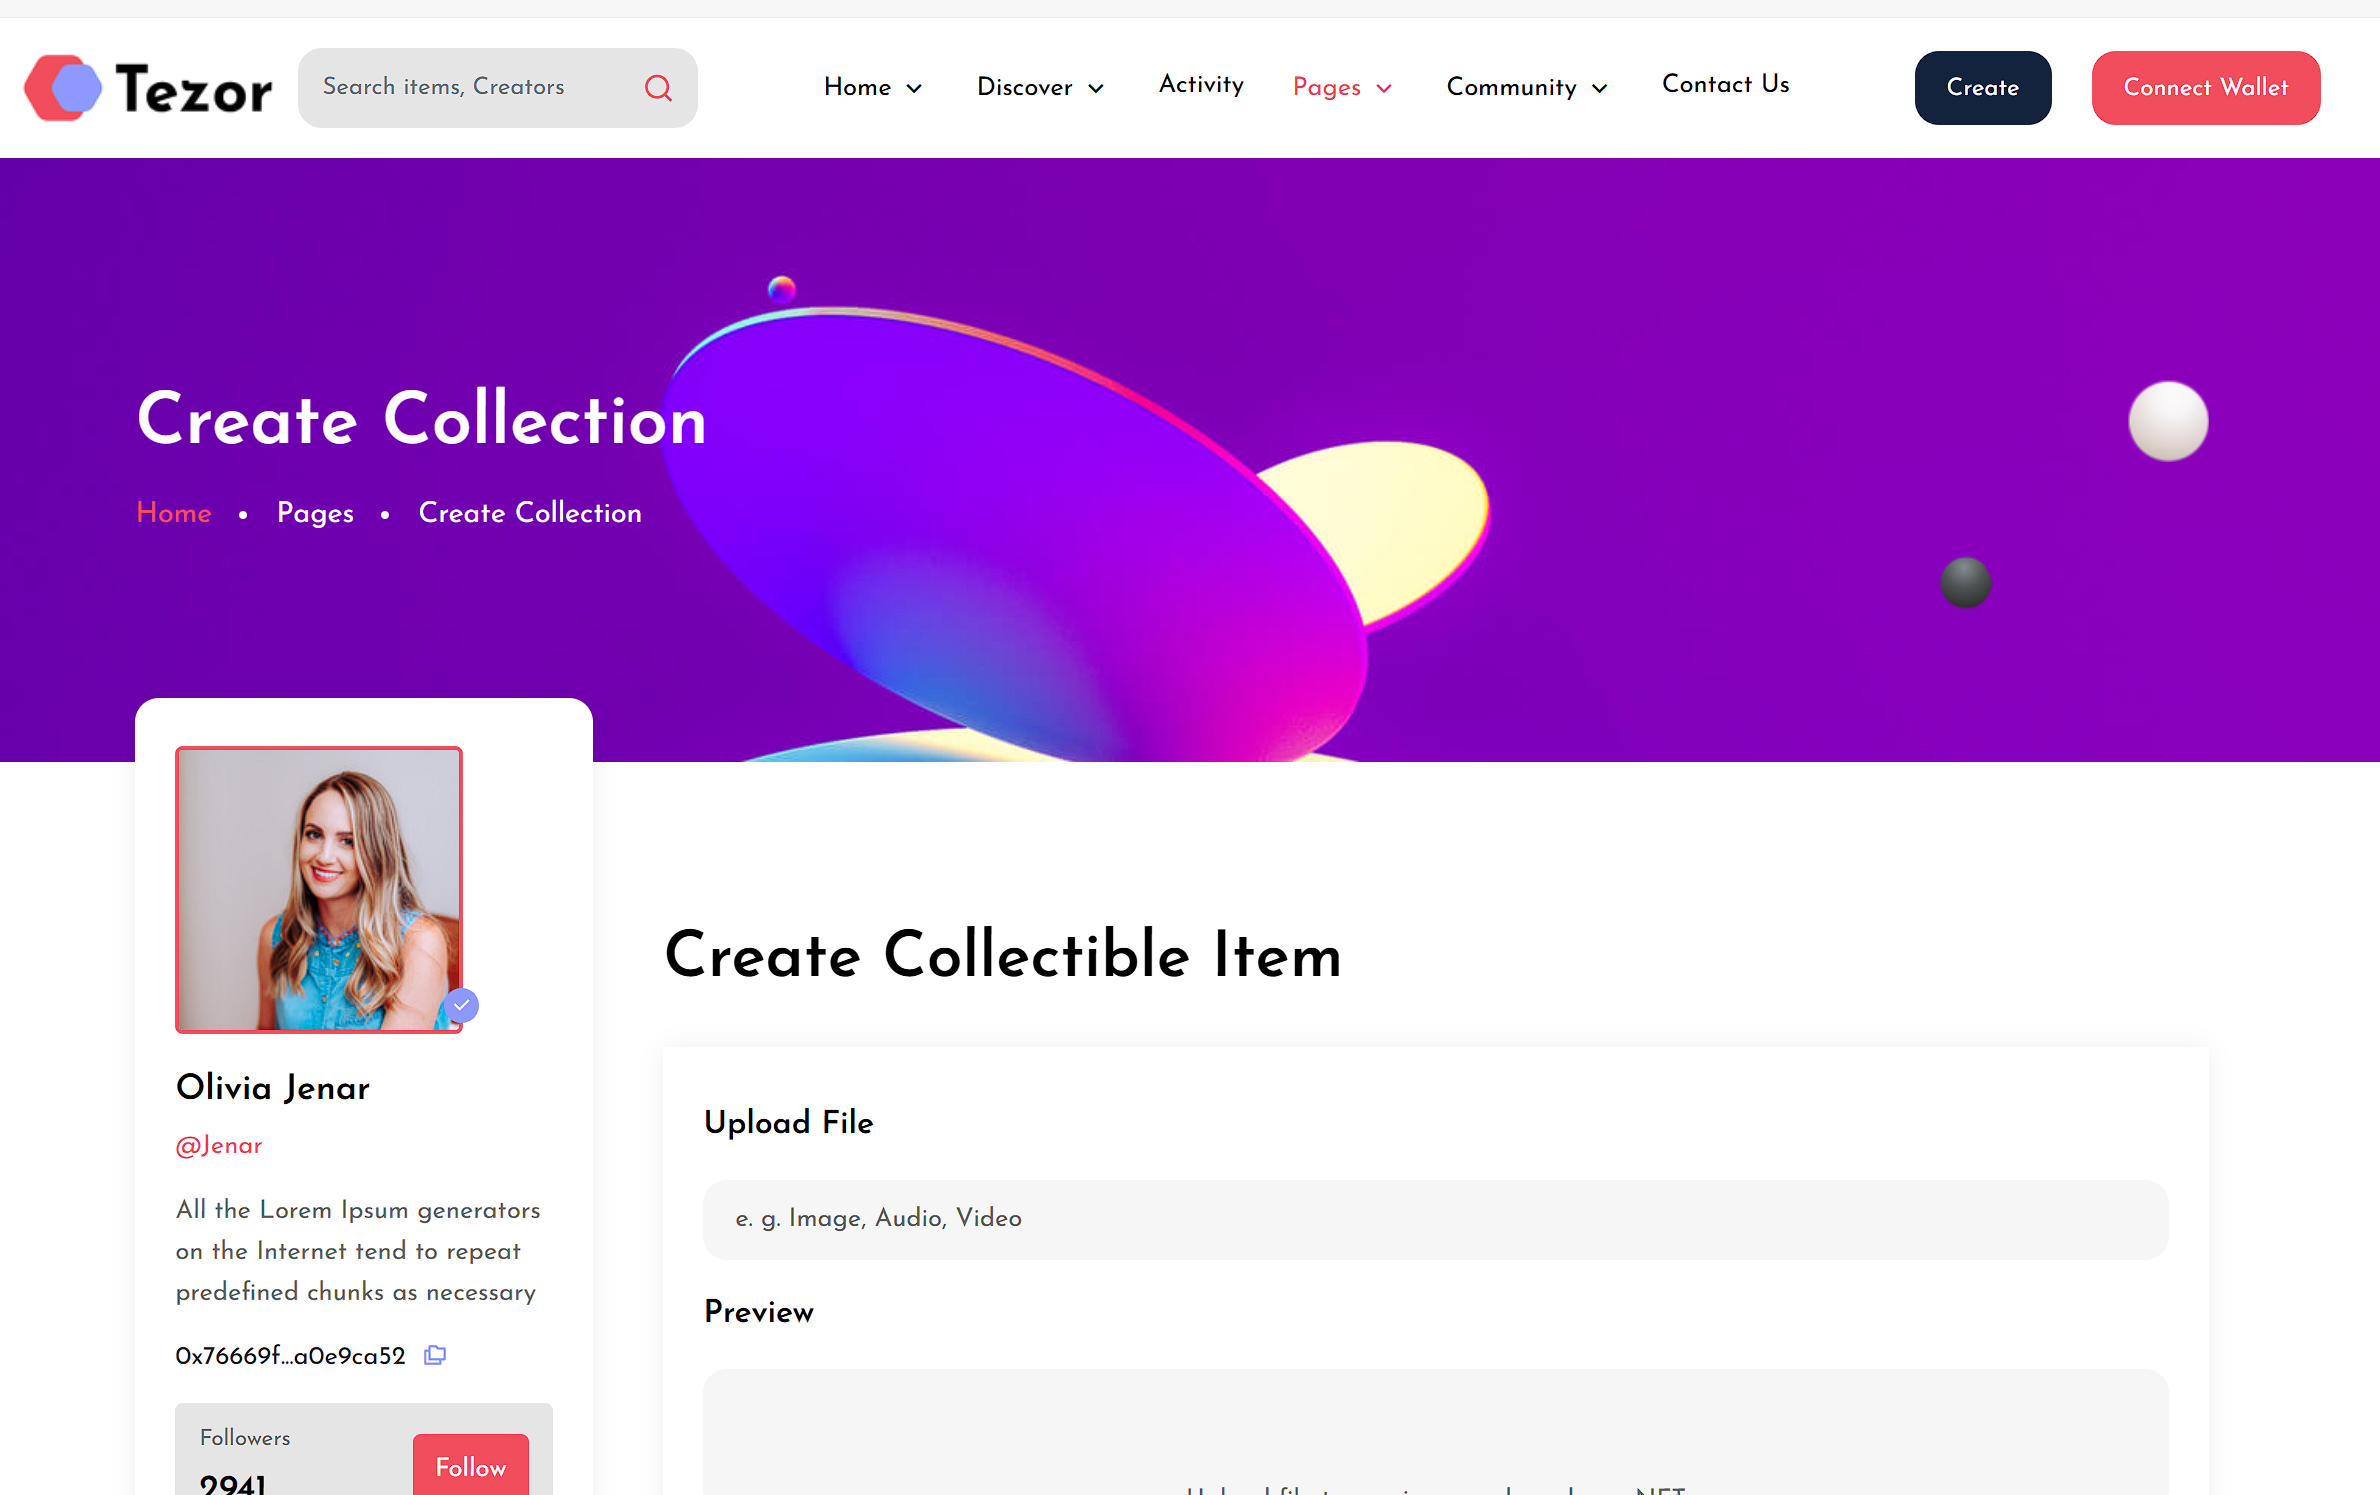 Tezor
Search items, Creators
Home
Discover
Activity
Pages
Community
Contact Us
Create
Connect Wallet
Create Collection
Home • Pages • Create Collection
Olivia Jenar
@Jenar
All the Lorem Ipsum generators
on the Internet tend to repeat
predefined chunks as necessary
0x76669f...a0e9ca52
Followers
2941
Follow
Create Collectible Item
Upload File
e. g. Image, Audio, Video
Preview